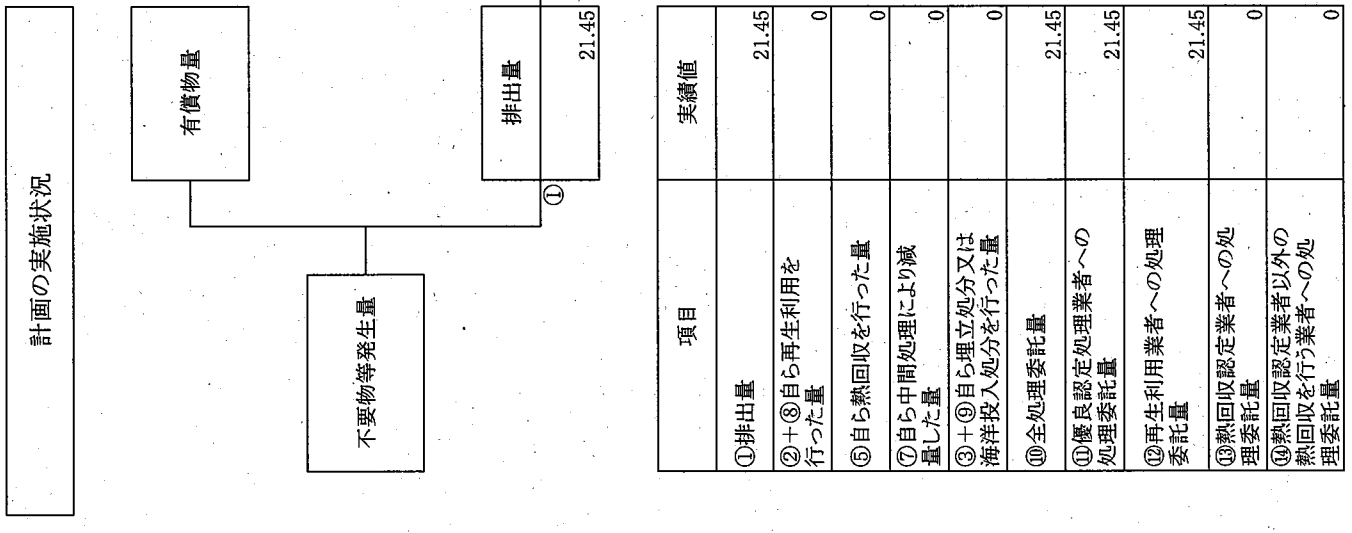 計画の実施状況
有償物量
不要物等発生量
①
排出量
21.45
項目
実績値
①排出量
21.45
②+⑧自ら再生利用を
行った量
0
⑤自ら熱回収を行った量
0
⑦自ら中間処理により減
量した量
0
③+⑨自ら埋立処分又は
海洋投入処分を行った量
0
⑩全処理委託量
21.45
⑪優良認定処理業者への
処理委託量
21.45
⑫再生利用業者への処理
委託量
21.45
⑬熱回収認定業者への処
理委託量
0
⑭熱回収認定業者以外の
熱回収を行う業者への処
理委託量
0